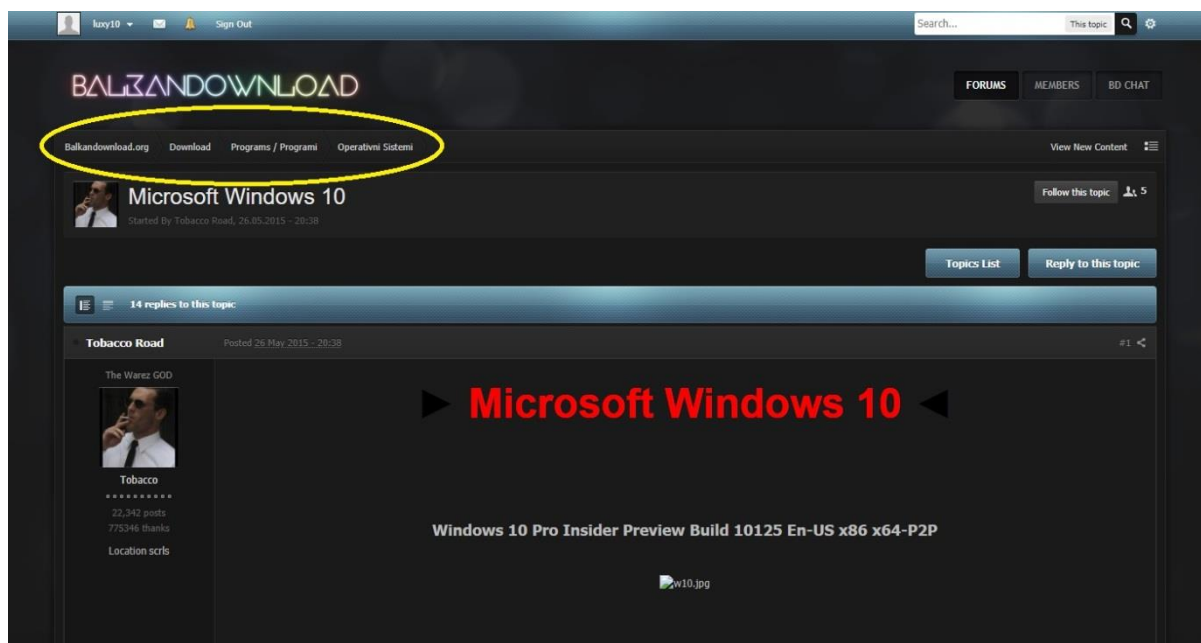 luxy10 Sign Out Search... This topic
BALKANDOWNLOAD
FORUMS MEMBERS BD CHAT
Balkandownload.org Download Programs / Programi Operativni Sistemi View New Content
Microsoft Windows 10
Follow this topic 5
Started By Tobacco Road, 26.05.2015 - 20:38
Topics List Reply to this topic
14 replies to this topic
Tobacco Road Posted 26 May 2015 - 20:38 #1
The Warez GOD
► Microsoft Windows 10 ◄
Tobacco
22,342 posts
775346 thanks
Location scrls
Windows 10 Pro Insider Preview Build 10125 En-US x86 x64-P2P
w10.jpg